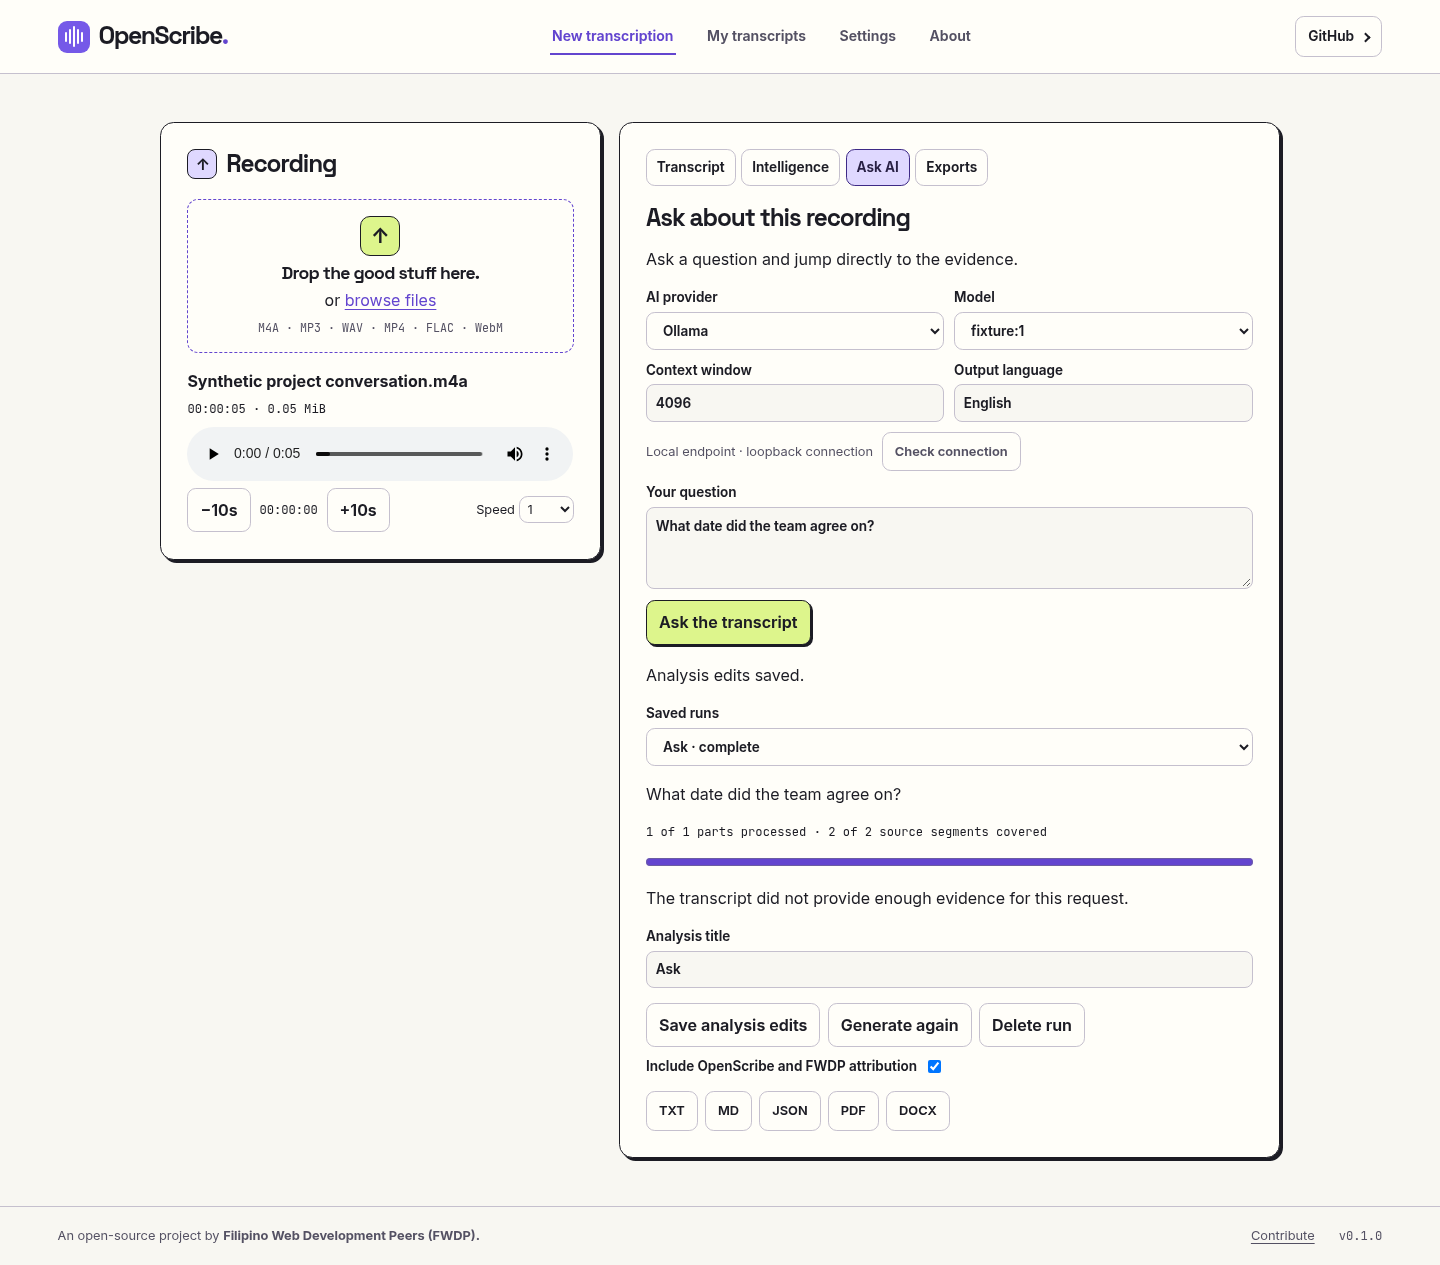 OpenScribe.
New transcription
My transcripts
Settings
About
GitHub
Recording
Drop the good stuff here.
or browse files
M4A · MP3 · WAV · MP4 · FLAC · WebM
Synthetic project conversation.m4a
00:00:05 · 0.05 MiB
0:00 / 0:05
−10s
00:00:00
+10s
Speed
1
Transcript
Intelligence
Ask AI
Exports
Ask about this recording
Ask a question and jump directly to the evidence.
AI provider
Model
Ollama
fixture:1
Context window
Output language
4096
English
Local endpoint · loopback connection
Check connection
Your question
What date did the team agree on?
Ask the transcript
Analysis edits saved.
Saved runs
Ask · complete
What date did the team agree on?
1 of 1 parts processed · 2 of 2 source segments covered
The transcript did not provide enough evidence for this request.
Analysis title
Ask
Save analysis edits
Generate again
Delete run
Include OpenScribe and FWDP attribution
TXT
MD
JSON
PDF
DOCX
An open-source project by Filipino Web Development Peers (FWDP).
Contribute
v0.1.0